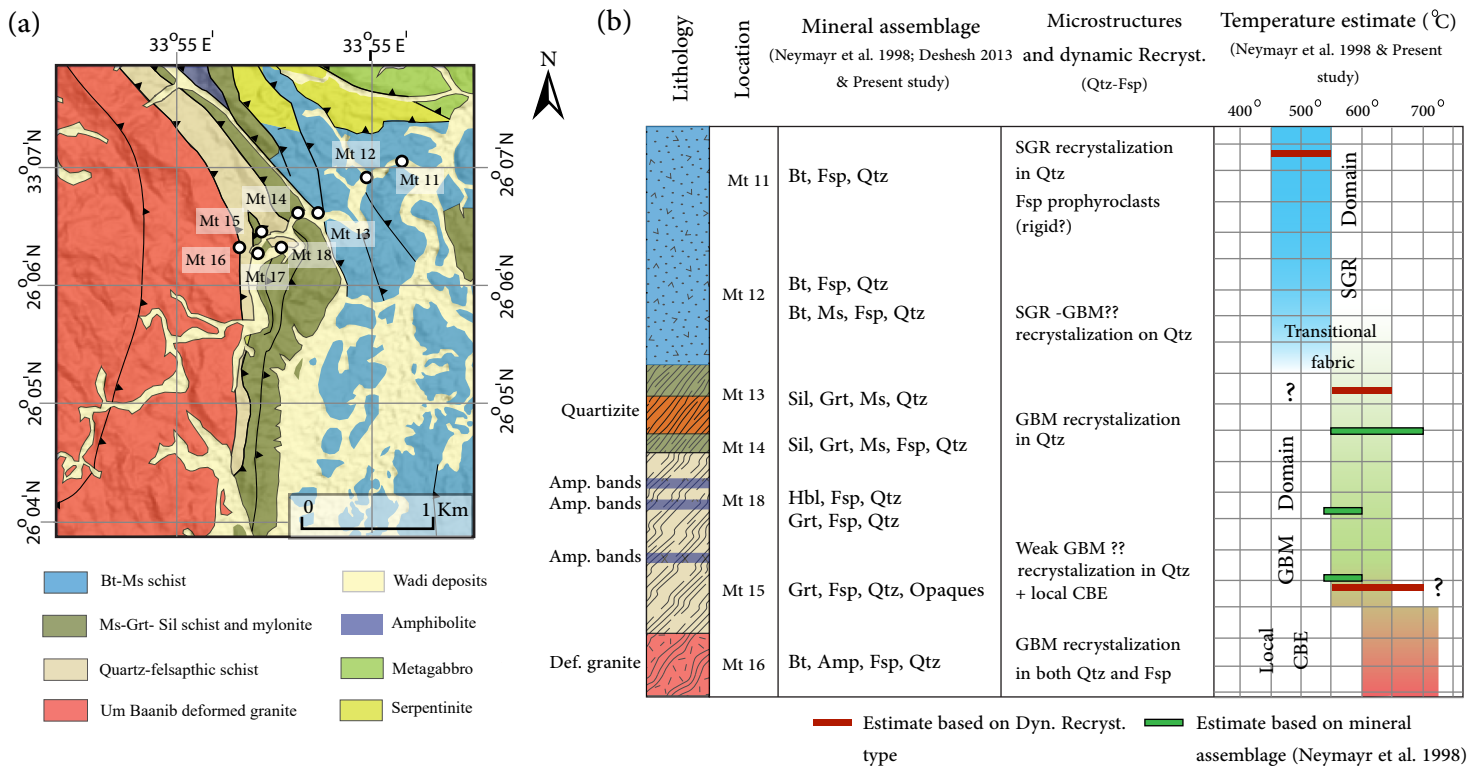 (a)
33°55 E'
33°55 E'
N
33°07 'N
26°06 'N
26°05 'N
26°04 'N
26°07 'N
26°06 'N
26°05 'N
26°04 'N
Mt 12
Mt 11
Mt 14
Mt 15
Mt 13
Mt 16
Mt 18
Mt 17
0
1 Km
Bt-Ms schist
Ms-Grt- Sil schist and mylonite
Quartz-felsapthic schist
Um Baanib deformed granite
Wadi deposits
Amphibolite
Metagabbro
Serpentinite
(b)
Lithology
Location
Mineral assemblage
(Neymayr et al. 1998; Deshesh 2013
& Present study)
Microstructures
and dynamic Recryst.
(Qtz-Fsp)
Temperature estimate (°C)
(Neymayr et al. 1998 & Present
study)
400° 500° 600° 700°
Mt 11
Bt, Fsp, Qtz
SGR recrystalization
in Qtz
Fsp prophyroclasts
(rigid?)
SGR Domain
Mt 12
Bt, Fsp, Qtz
Bt, Ms, Fsp, Qtz
SGR -GBM??
recrystalization on Qtz
Transitional
fabric
Quartizite
Mt 13
Sil, Grt, Ms, Qtz
GBM recrystalization
in Qtz
?
Mt 14
Sil, Grt, Ms, Fsp, Qtz
Amp. bands
Amp. bands
Mt 18
Hbl, Fsp, Qtz
Grt, Fsp, Qtz
GBM Domain
Amp. bands
Mt 15
Grt, Fsp, Qtz, Opaques
Weak GBM ??
recrystalization in Qtz
+ local CBE
?
Def. granite
Mt 16
Bt, Amp, Fsp, Qtz
GBM recrystalization
in both Qtz and Fsp
Local
CBE
Estimate based on Dyn. Recryst.
type
Estimate based on mineral
assemblage (Neymayr et al. 1998)